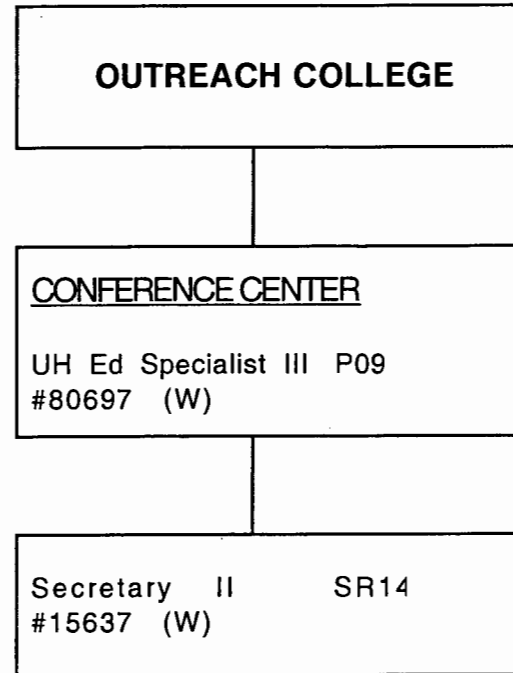 OUTREACH COLLEGE
CONFERENCE CENTER
UH Ed Specialist III P09
#80697 (W)
Secretary II SR14
#15637 (W)